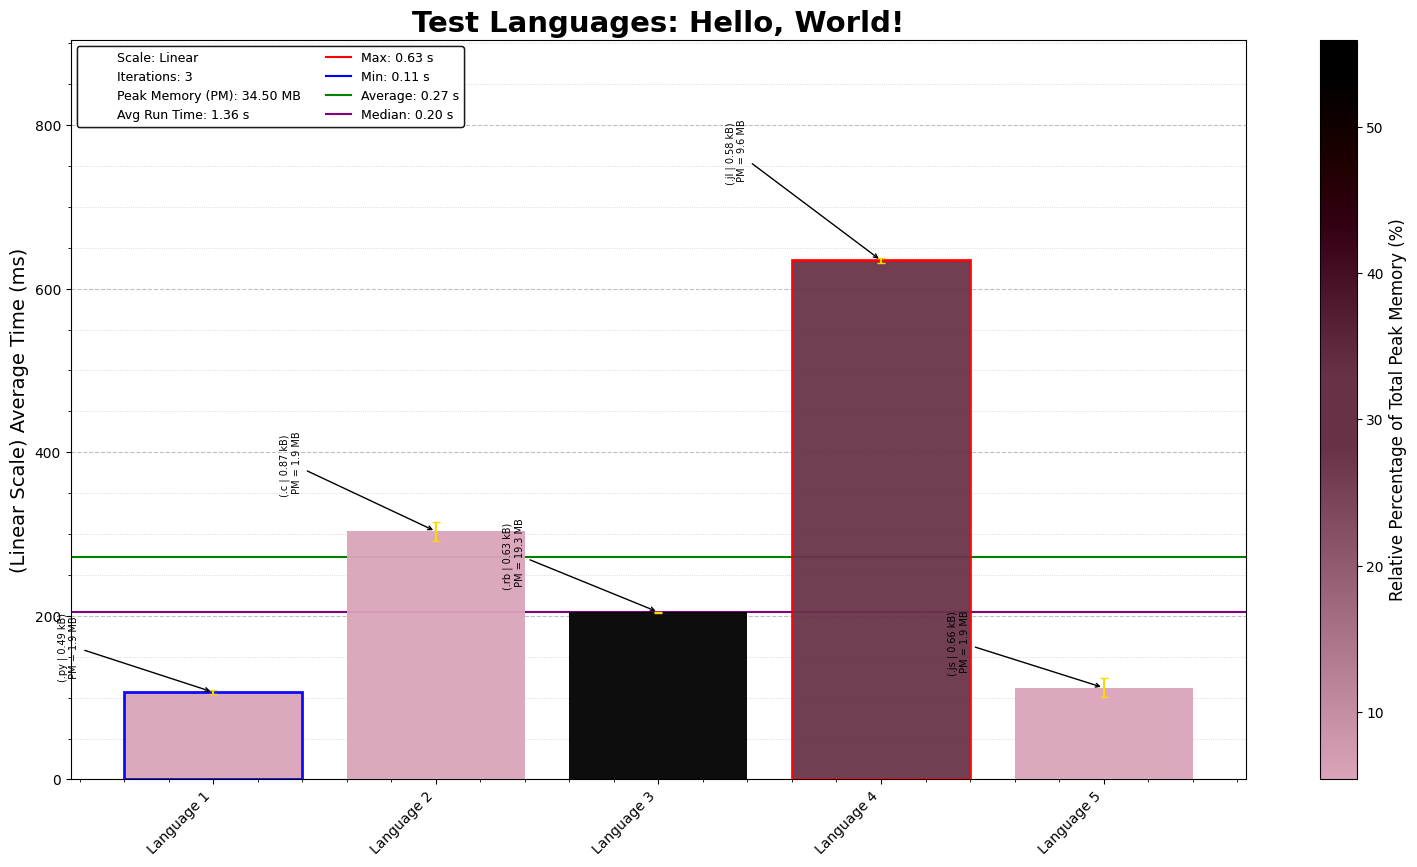 Test Languages: Hello, World!
(Linear Scale) Average Time (ms)
800
600
400
200
0
Scale: Linear
Iterations: 3
Peak Memory (PM): 34.50 MB
Avg Run Time: 1.36 s
Max: 0.63 s
Min: 0.11 s
Average: 0.27 s
Median: 0.20 s
(.py | 0.49 kB)
PM = 1.9 MB
(.c | 0.87 kB)
PM = 1.9 MB
(.rb | 0.63 kB)
PM = 19.3 MB
(.jl | 0.58 kB)
PM = 9.6 MB
(.js | 0.66 kB)
PM = 1.9 MB
Language 1
Language 2
Language 3
Language 4
Language 5
50
40
30
20
10
Relative Percentage of Total Peak Memory (%)